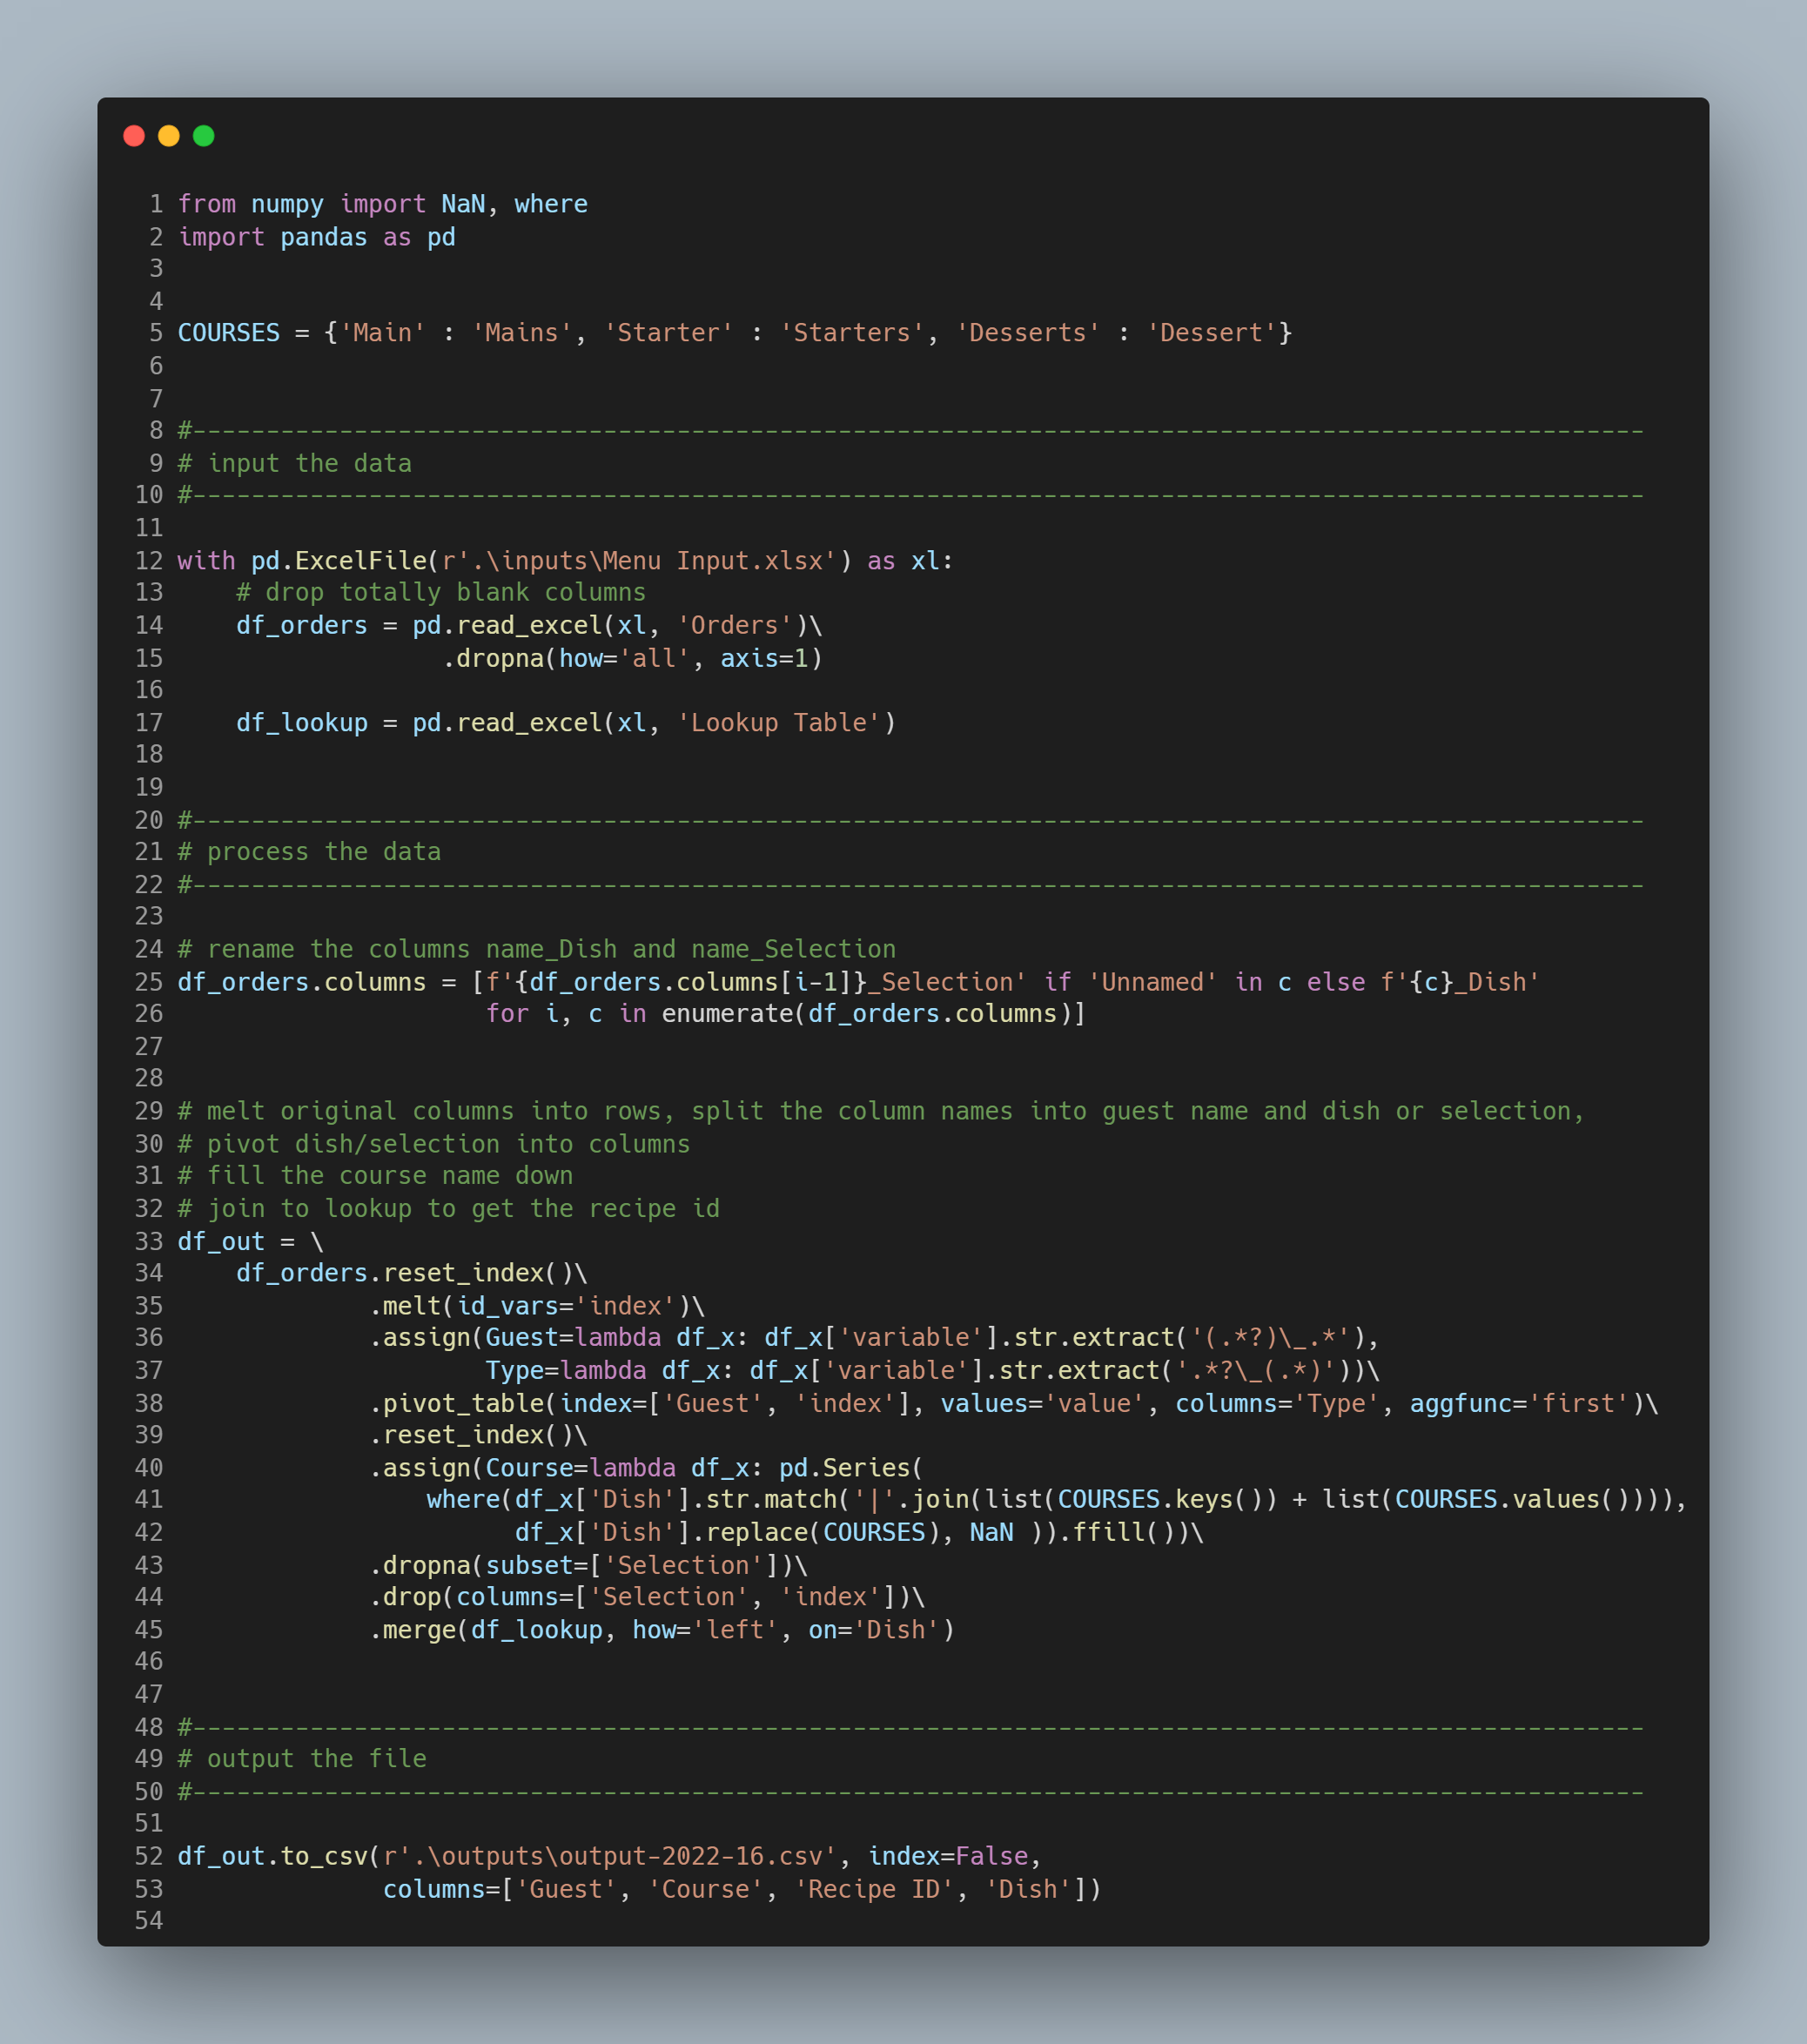 1 from numpy import NaN, where
2 import pandas as pd
3
4
5 COURSES = {'Main' : 'Mains', 'Starter' : 'Starters', 'Desserts' : 'Dessert'}
6
7
8 #---------------------------------------------------------------------------------------------------
9 # input the data
10 #---------------------------------------------------------------------------------------------------
11
12 with pd.ExcelFile(r'.\inputs\Menu Input.xlsx') as xl:
13     # drop totally blank columns
14     df_orders = pd.read_excel(xl, 'Orders')\
15                   .dropna(how='all', axis=1)
16
17     df_lookup = pd.read_excel(xl, 'Lookup Table')
18
19
20 #---------------------------------------------------------------------------------------------------
21 # process the data
22 #---------------------------------------------------------------------------------------------------
23
24 # rename the columns name_Dish and name_Selection
25 df_orders.columns = [f'{df_orders.columns[i-1]}_Selection' if 'Unnamed' in c else f'{c}_Dish'
26                      for i, c in enumerate(df_orders.columns)]
27
28
29 # melt original columns into rows, split the column names into guest name and dish or selection,
30 # pivot dish/selection into columns
31 # fill the course name down
32 # join to lookup to get the recipe id
33 df_out = \
34     df_orders.reset_index()\
35              .melt(id_vars='index')\
36              .assign(Guest=lambda df_x: df_x['variable'].str.extract('(.*?)\_.*'),
37                      Type=lambda df_x: df_x['variable'].str.extract('.*?\_(.*)'))\
38              .pivot_table(index=['Guest', 'index'], values='value', columns='Type', aggfunc='first')\
39              .reset_index()\
40              .assign(Course=lambda df_x: pd.Series(
41                  where(df_x['Dish'].str.match('|'.join(list(COURSES.keys()) + list(COURSES.values()))),
42                        df_x['Dish'].replace(COURSES), NaN )).ffill())\
43              .dropna(subset=['Selection'])\
44              .drop(columns=['Selection', 'index'])\
45              .merge(df_lookup, how='left', on='Dish')
46
47
48 #---------------------------------------------------------------------------------------------------
49 # output the file
50 #---------------------------------------------------------------------------------------------------
51
52 df_out.to_csv(r'.\outputs\output-2022-16.csv', index=False,
53               columns=['Guest', 'Course', 'Recipe ID', 'Dish'])
54